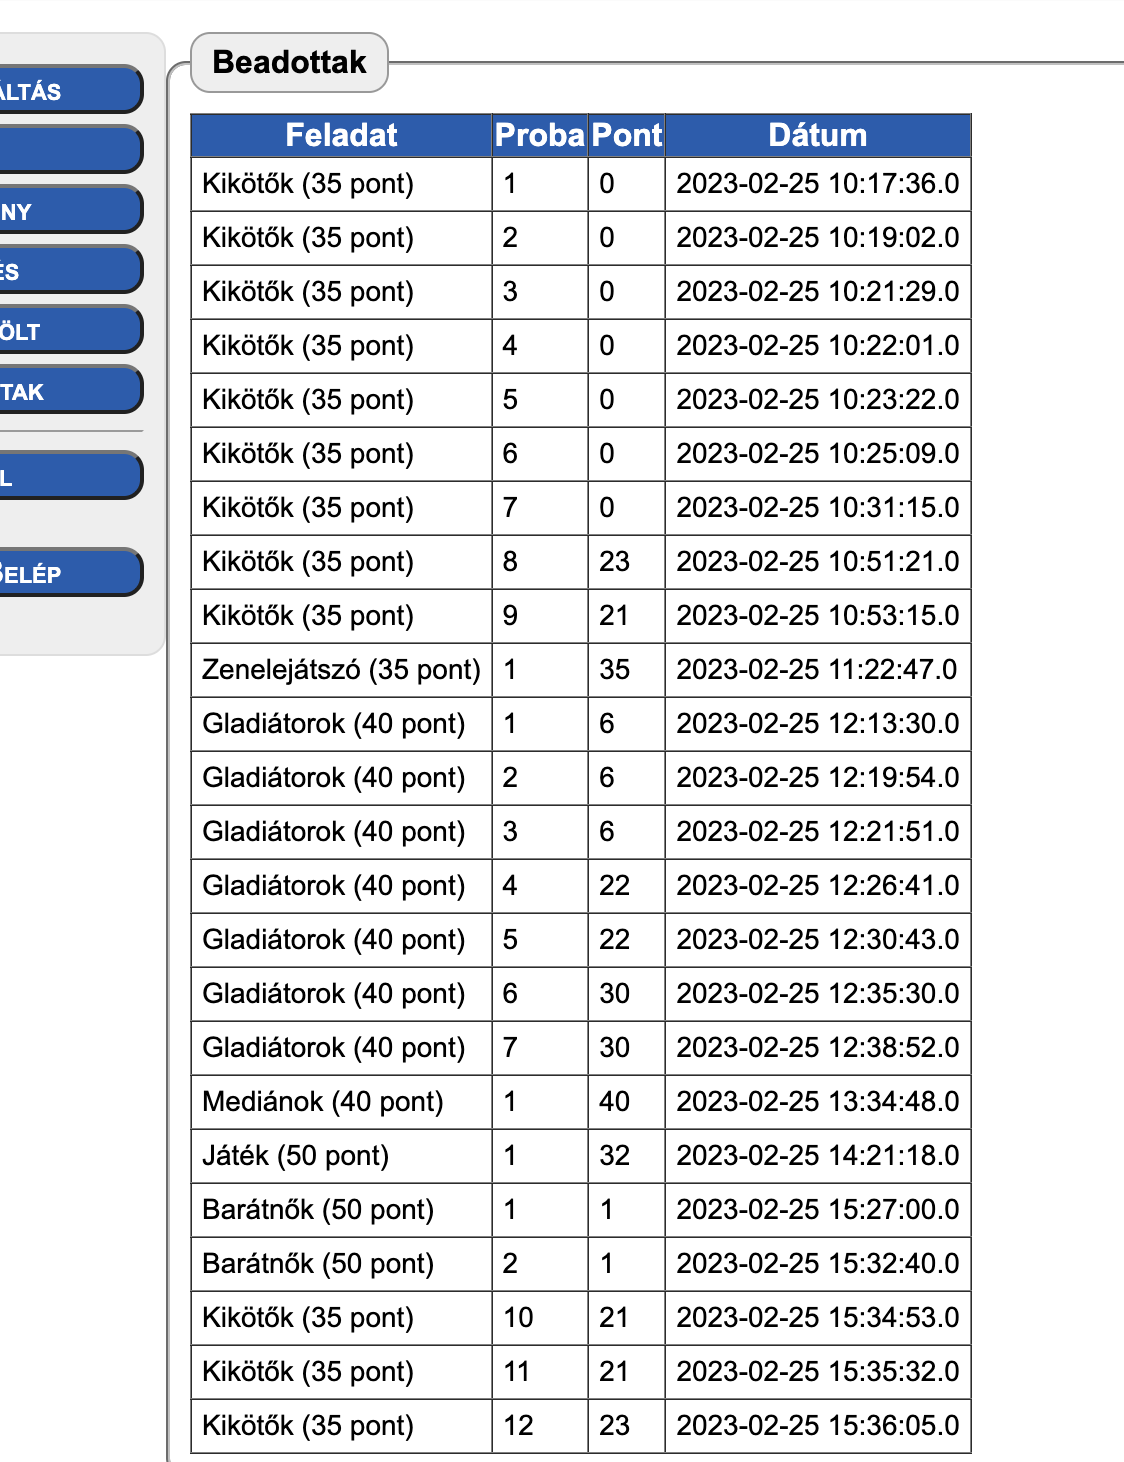 Beadottak
ÁLTÁS
NY
ÉS
ÖLT
TAK
L
BELÉP
Feladat Proba Pont Dátum
Kikötők (35 pont) 1 0 2023-02-25 10:17:36.0
Kikötők (35 pont) 2 0 2023-02-25 10:19:02.0
Kikötők (35 pont) 3 0 2023-02-25 10:21:29.0
Kikötők (35 pont) 4 0 2023-02-25 10:22:01.0
Kikötők (35 pont) 5 0 2023-02-25 10:23:22.0
Kikötők (35 pont) 6 0 2023-02-25 10:25:09.0
Kikötők (35 pont) 7 0 2023-02-25 10:31:15.0
Kikötők (35 pont) 8 23 2023-02-25 10:51:21.0
Kikötők (35 pont) 9 21 2023-02-25 10:53:15.0
Zenelejátszó (35 pont) 1 35 2023-02-25 11:22:47.0
Gladiátorok (40 pont) 1 6 2023-02-25 12:13:30.0
Gladiátorok (40 pont) 2 6 2023-02-25 12:19:54.0
Gladiátorok (40 pont) 3 6 2023-02-25 12:21:51.0
Gladiátorok (40 pont) 4 22 2023-02-25 12:26:41.0
Gladiátorok (40 pont) 5 22 2023-02-25 12:30:43.0
Gladiátorok (40 pont) 6 30 2023-02-25 12:35:30.0
Gladiátorok (40 pont) 7 30 2023-02-25 12:38:52.0
Mediánok (40 pont) 1 40 2023-02-25 13:34:48.0
Játék (50 pont) 1 32 2023-02-25 14:21:18.0
Barátnők (50 pont) 1 1 2023-02-25 15:27:00.0
Barátnők (50 pont) 2 1 2023-02-25 15:32:40.0
Kikötők (35 pont) 10 21 2023-02-25 15:34:53.0
Kikötők (35 pont) 11 21 2023-02-25 15:35:32.0
Kikötők (35 pont) 12 23 2023-02-25 15:36:05.0